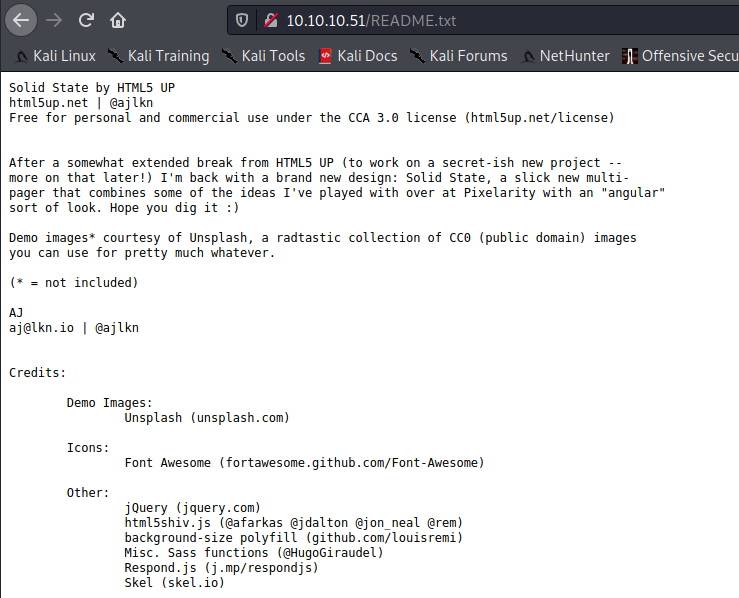 10.10.10.51/README.txt
Kali Linux Kali Training Kali Tools Kali Docs Kali Forums NetHunter Offensive Secu
Solid State by HTML5 UP
html5up.net | @ajlkn
Free for personal and commercial use under the CCA 3.0 license (html5up.net/license)
After a somewhat extended break from HTML5 UP (to work on a secret-ish new project --
more on that later!) I'm back with a brand new design: Solid State, a slick new multi-
pager that combines some of the ideas I've played with over at Pixelarity with an "angular"
sort of look. Hope you dig it :)
Demo images* courtesy of Unsplash, a radtastic collection of CC0 (public domain) images
you can use for pretty much whatever.
(* = not included)
AJ
aj@lkn.io | @ajlkn
Credits:
Demo Images:
Unsplash (unsplash.com)
Icons:
Font Awesome (fortawesome.github.com/Font-Awesome)
Other:
jQuery (jquery.com)
html5shiv.js (@afarkas @jdalton @jon_neal @rem)
background-size polyfill (github.com/louisremi)
Misc. Sass functions (@HugoGiraudel)
Respond.js (j.mp/respondjs)
Skel (skel.io)